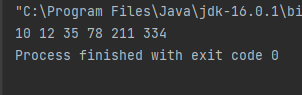 "C:\Program Files\Java\jdk-16.0.1\bi
10 12 35 78 211 334
Process finished with exit code 0